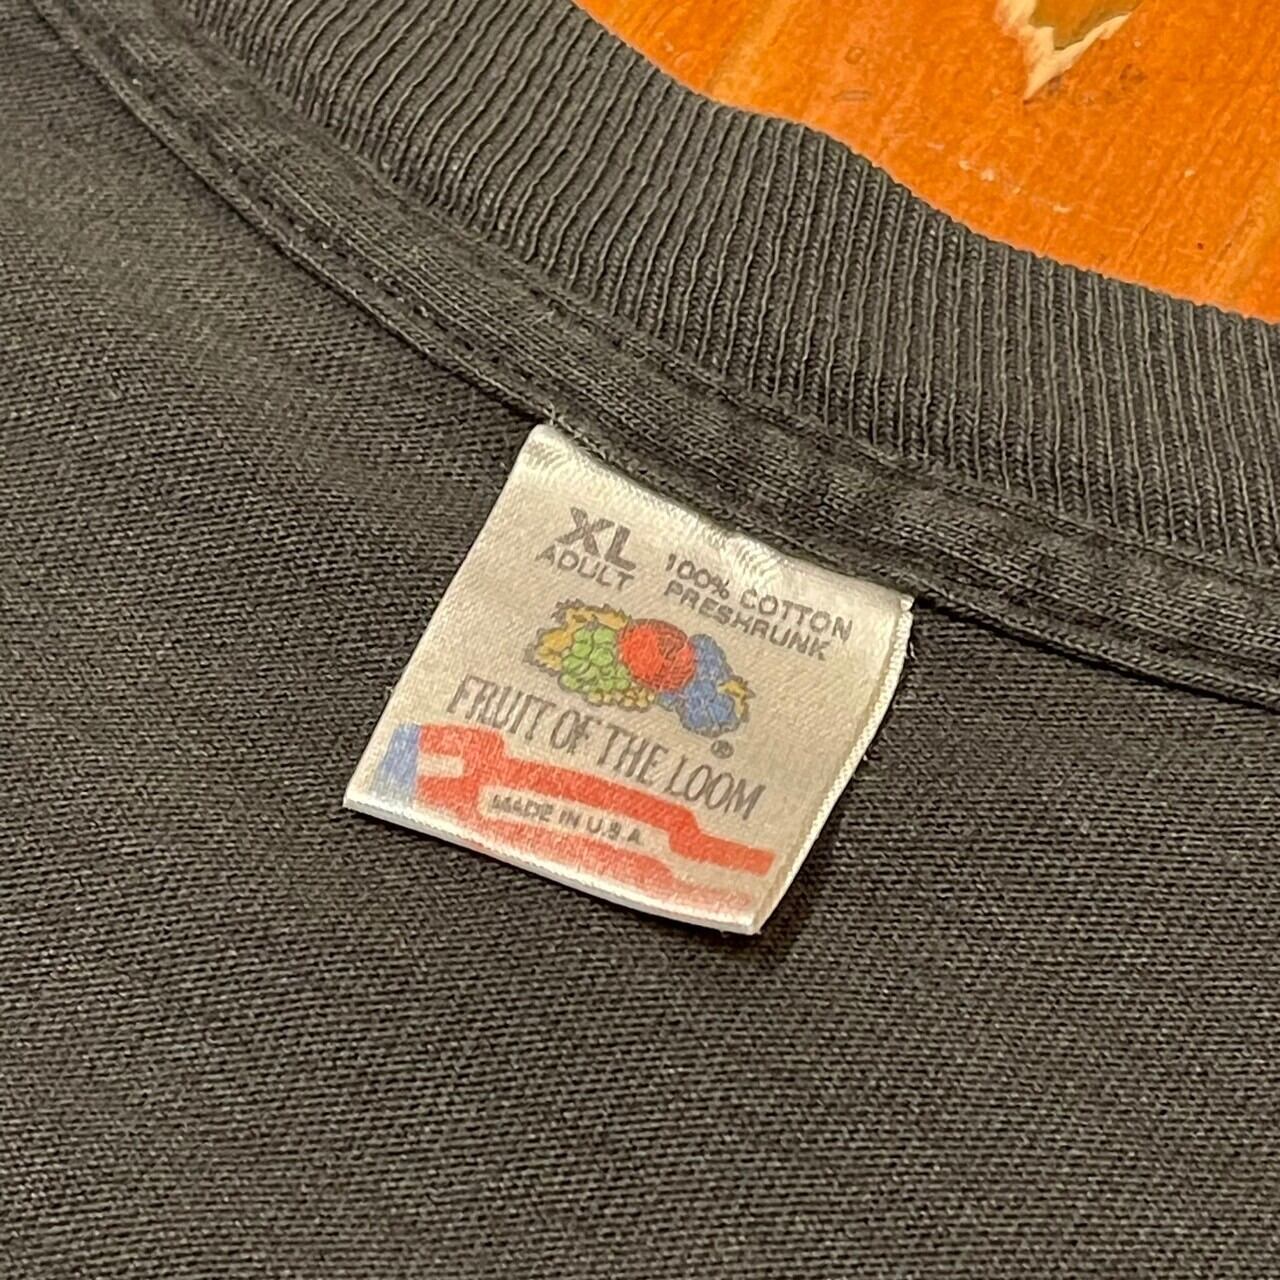 XL
ADULT
100% COTTON
PRESHRUNK
FRUIT OF THE LOOM
®
MADE IN U.S.A.